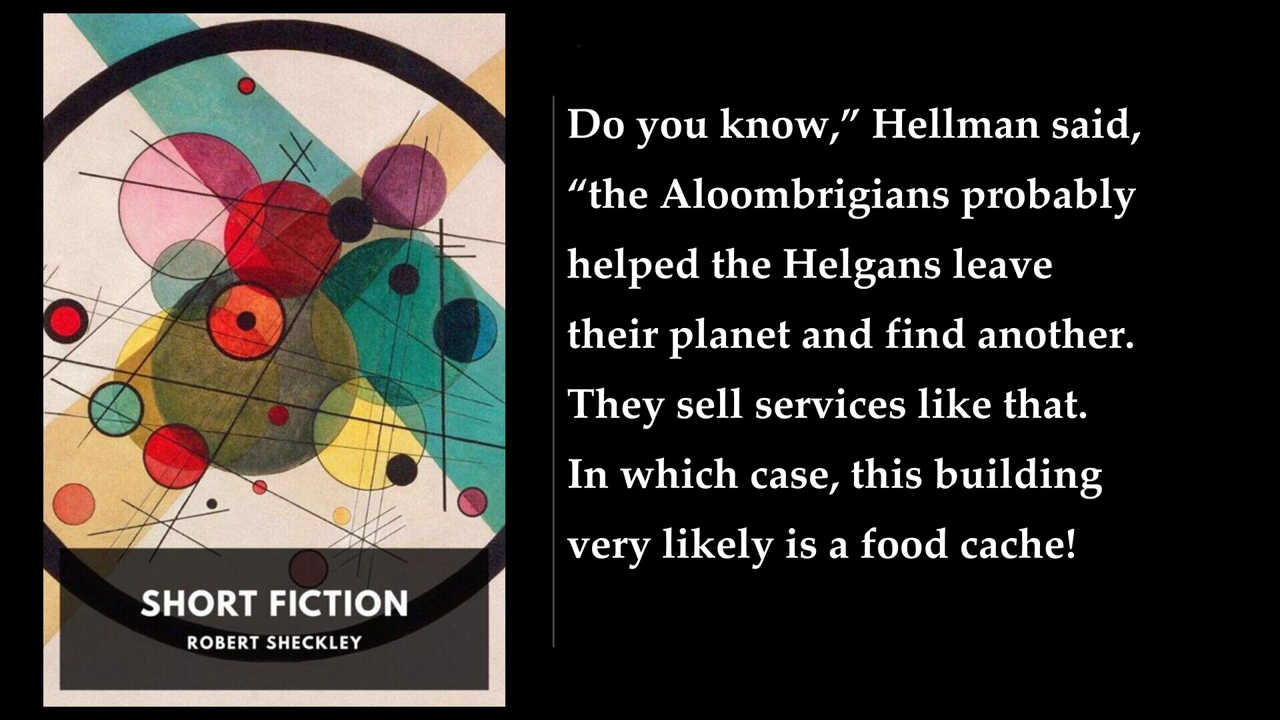 SHORT FICTION
ROBERT SHECKLEY
Do you know,” Hellman said,
“the Aloombrigians probably
helped the Helgans leave
their planet and find another.
They sell services like that.
In which case, this building
very likely is a food cache!